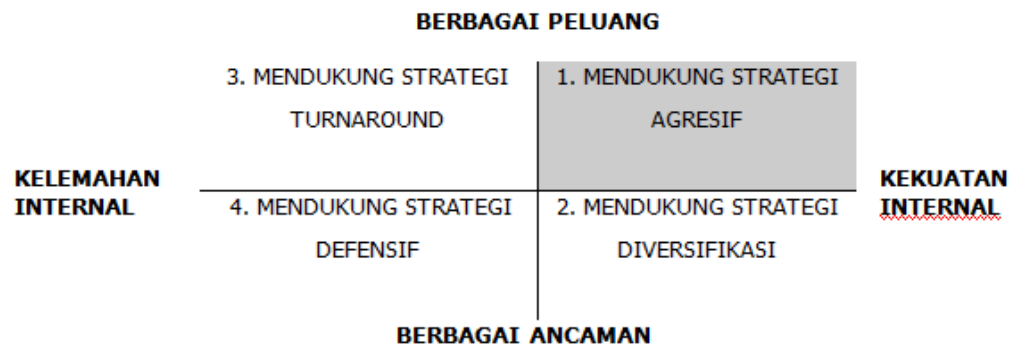 BERBAGAI PELUANG
3. MENDUKUNG STRATEGI
TURNAROUND
1. MENDUKUNG STRATEGI
AGRESIF
KELEMAHAN
INTERNAL
KEKUATAN
INTERNAL
4. MENDUKUNG STRATEGI
DEFENSIF
2. MENDUKUNG STRATEGI
DIVERSIFIKASI
BERBAGAI ANCAMAN